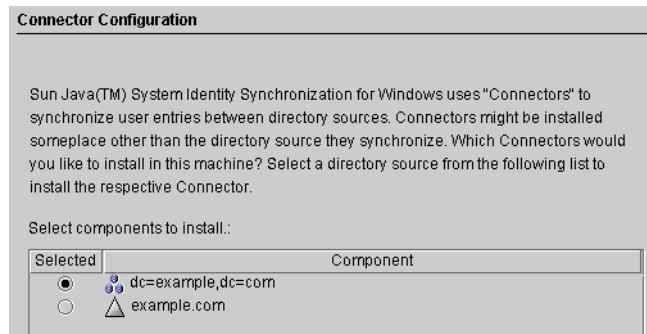 Connector Configuration
Sun Java(TM) System Identity Synchronization for Windows uses "Connectors" to
synchronize user entries between directory sources. Connectors might be installed
someplace other than the directory source they synchronize. Which Connectors would
you like to install in this machine? Select a directory source from the following list to
install the respective Connector.
Select components to install.:
Selected Component
dc=example,dc=com
example.com